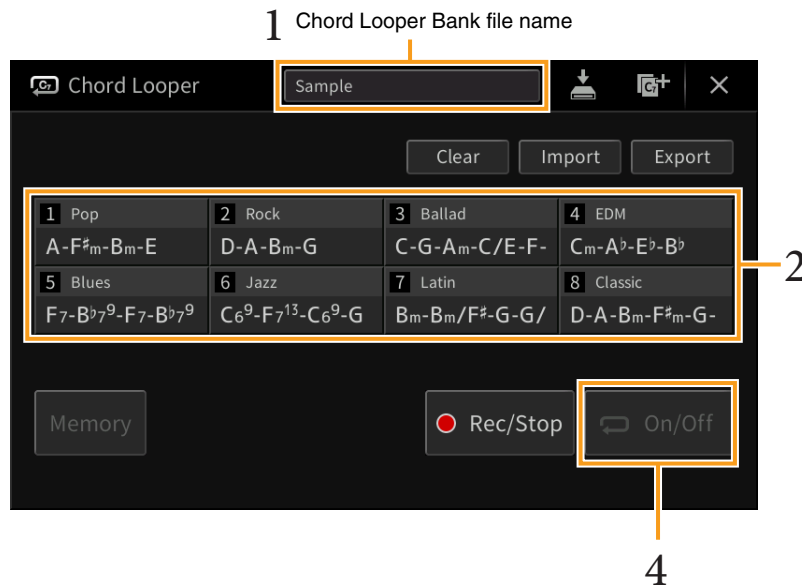 1 Chord Looper Bank file name
C7 Chord Looper Sample C7+
Clear Import Export
1 Pop 2 Rock 3 Ballad 4 EDM
A-F♯m-Bm-E D-A-Bm-G C-G-Am-C/E-F- Cm-A♭-E♭-B♭
2
5 Blues 6 Jazz 7 Latin 8 Classic
F7-B♭7⁹-F7-B♭7⁹ C6⁹-F7¹³-C6⁹-G Bm-Bm/F♯-G-G/ D-A-Bm-F♯m-G-
Memory Rec/Stop On/Off
4